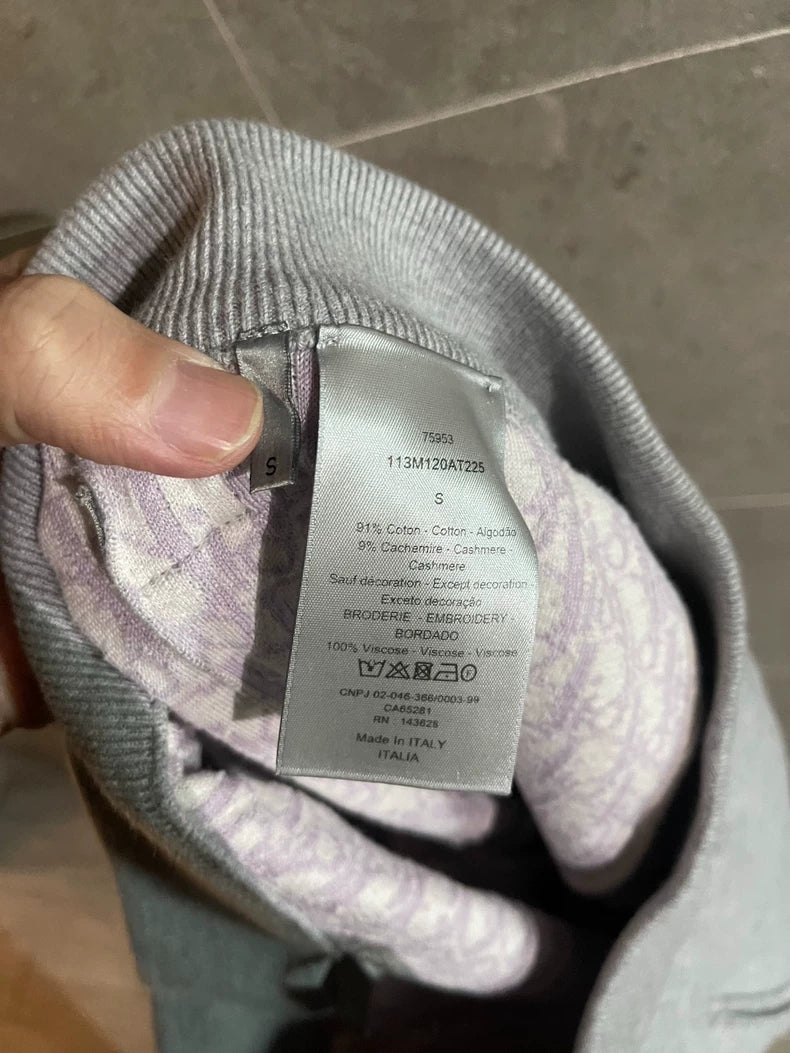 S
75953
113M120AT225
S
91% Coton - Cotton - Algodão
9% Cachemire - Cashmere -
Cashmere
Sauf décoration - Except decoration
Exceto decoração
BRODERIE - EMBROIDERY -
BORDADO
100% Viscose - Viscose - Viscose
CNPJ 02-046-366/0003-99
CA65281
RN : 143628
Made in ITALY
ITALIA